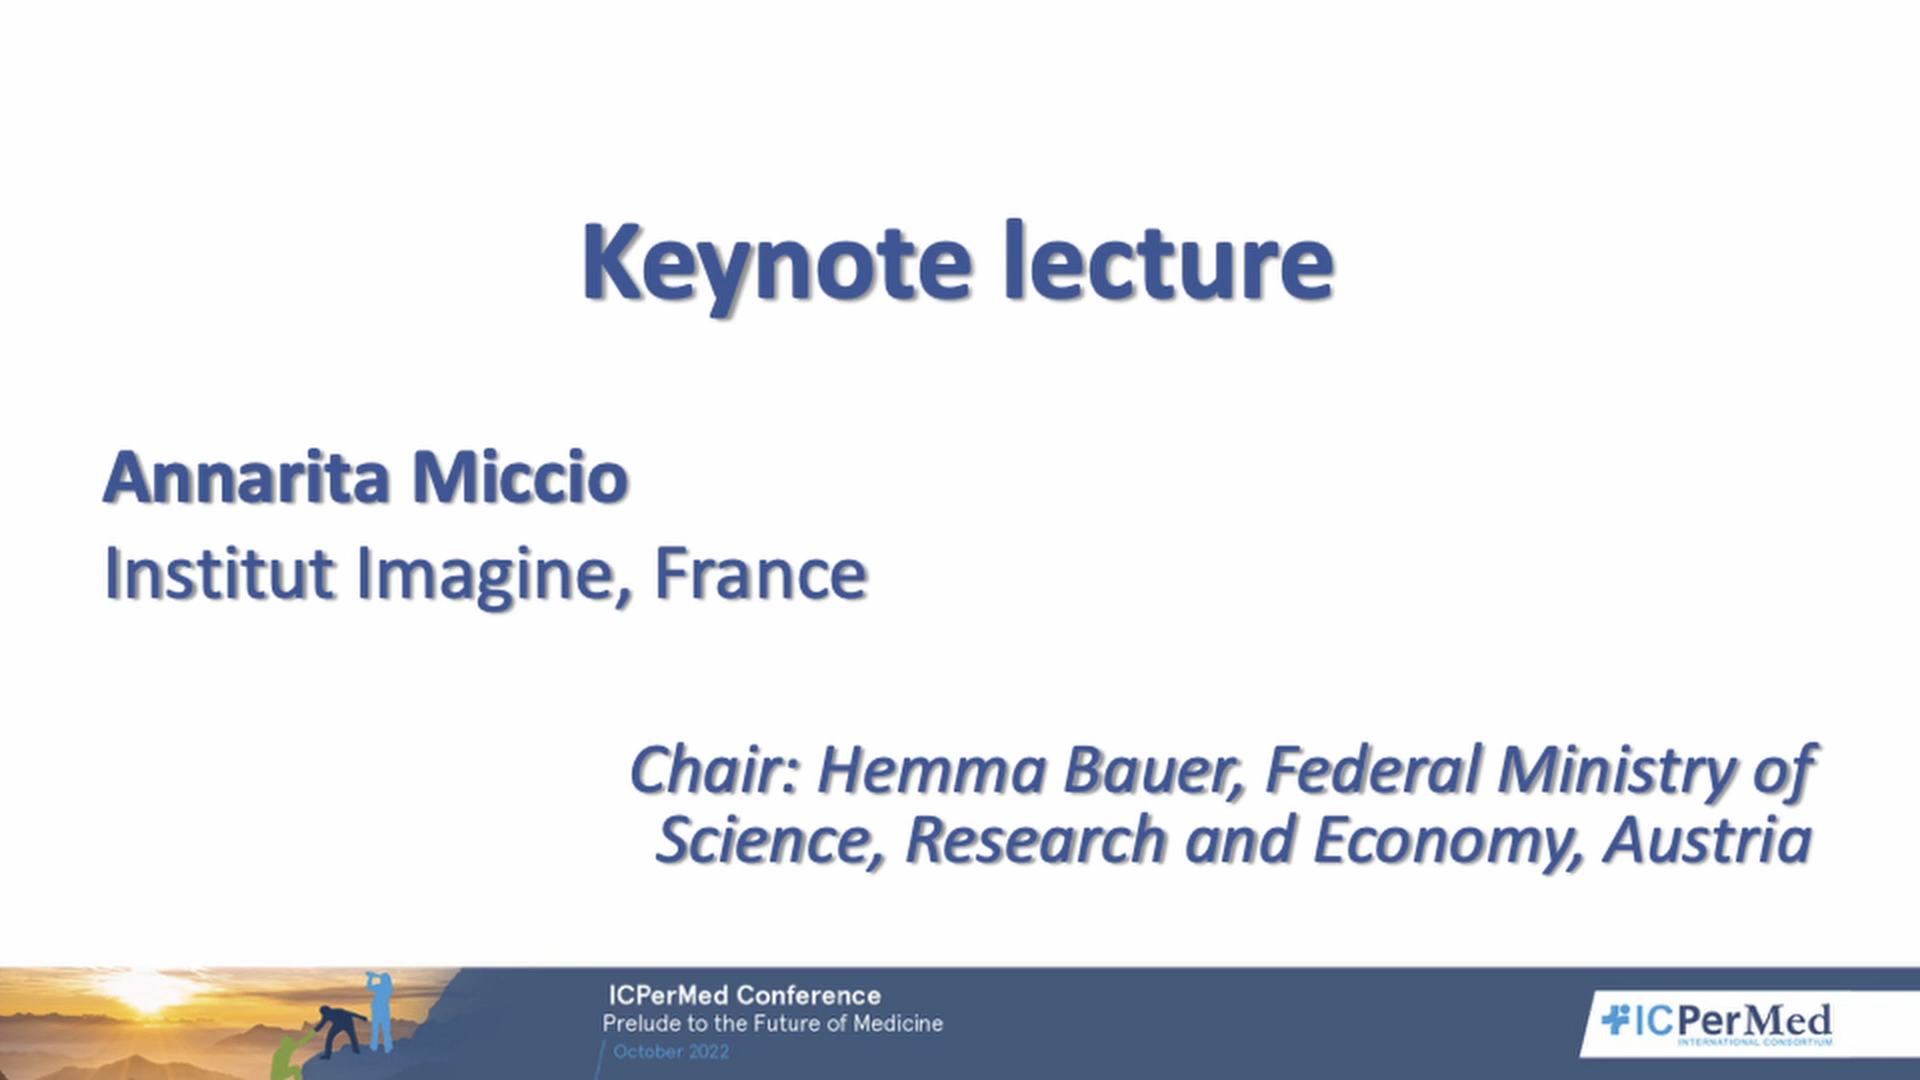 Keynote lecture
Annarita Miccio
Institut Imagine, France
Chair: Hemma Bauer, Federal Ministry of
Science, Research and Economy, Austria
ICPerMed Conference
Prelude to the Future of Medicine
October 2022
ICPerMed
INTERNATIONAL CONSORTIUM